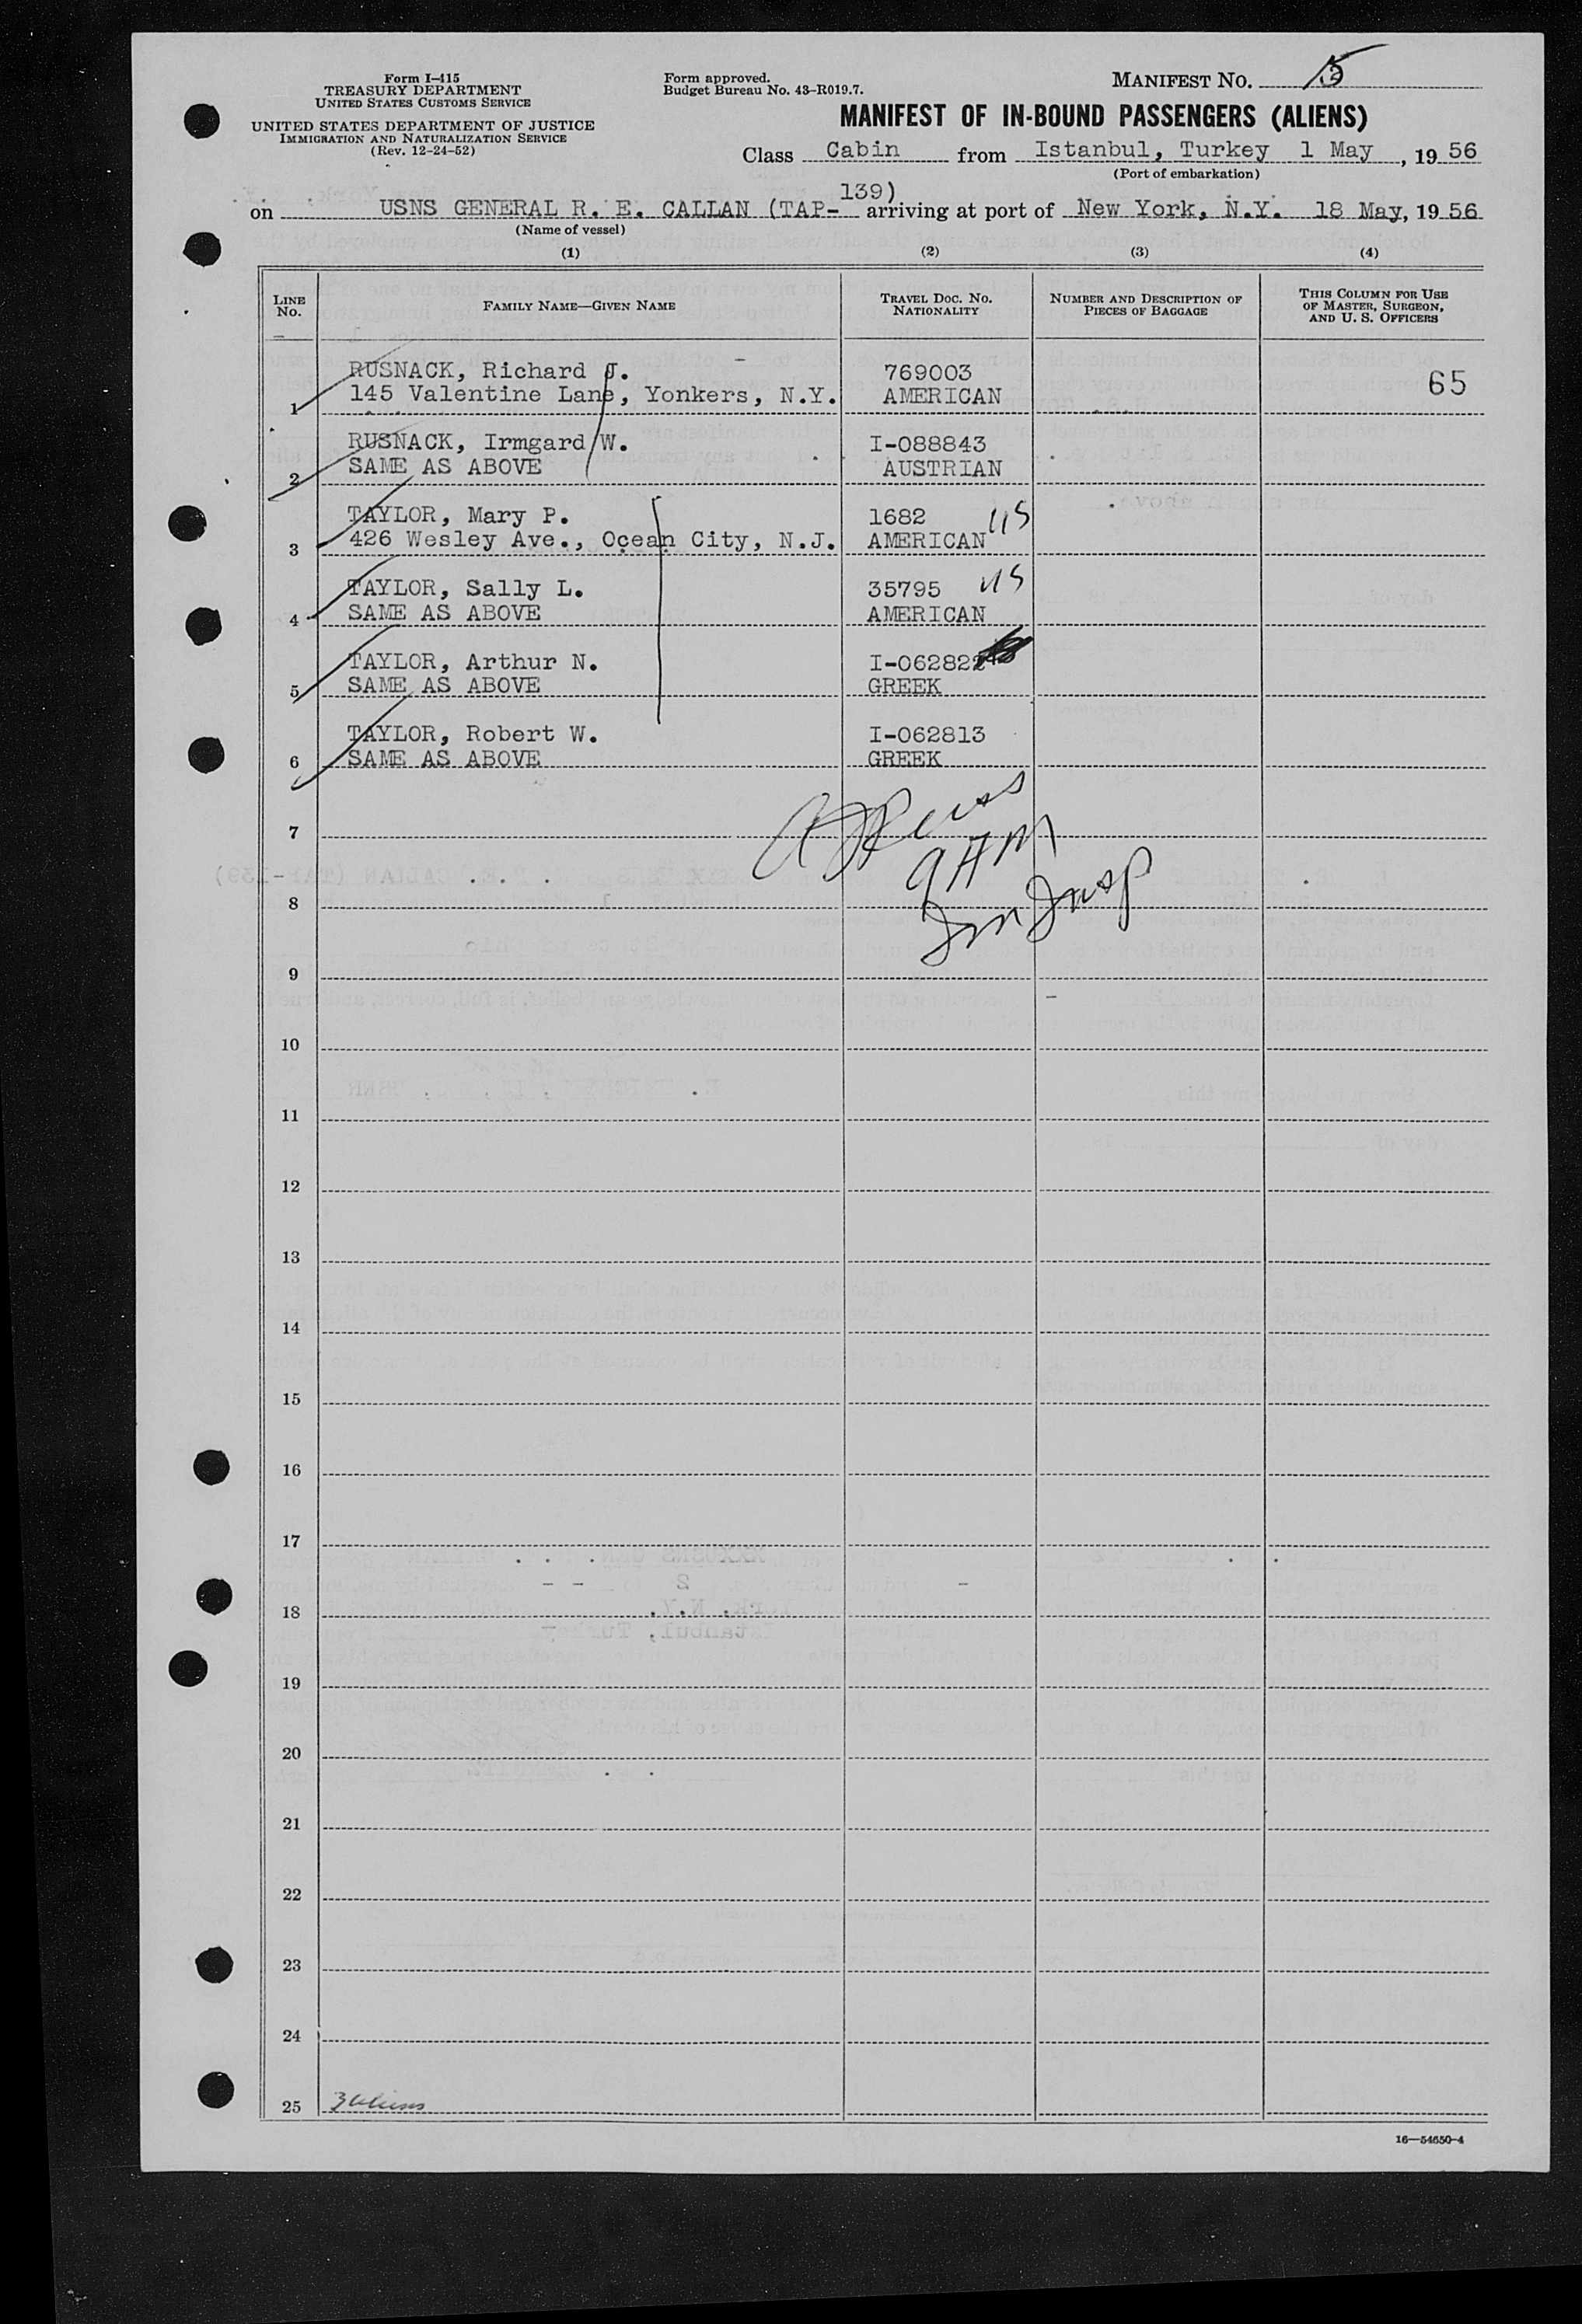 Form I-415
TREASURY DEPARTMENT
UNITED STATES CUSTOMS SERVICE
UNITED STATES DEPARTMENT OF JUSTICE
IMMIGRATION AND NATURALIZATION SERVICE
(Rev. 12-24-52)
Form approved.
Budget Bureau No. 43-R019.7.
MANIFEST NO.
MANIFEST OF IN-BOUND PASSENGERS (ALIENS)
Class Cabin from Istanbul, Turkey 1 May, 19 56
(Port of embarkation)
on USNS GENERAL R. E. CALLAN (TAP-139) arriving at port of New York, N.Y. 18 May, 19 56
(Name of vessel)
(1) (2) (3) (4)
LINE NO. FAMILY NAME—GIVEN NAME TRAVEL DOC. NO. NATIONALITY NUMBER AND DESCRIPTION OF PIECES OF BAGGAGE THIS COLUMN FOR USE OF MASTER, SURGEON, AND U. S. OFFICERS
RUSNACK, Richard J. 769003 65
1 145 Valentine Lane, Yonkers, N.Y. AMERICAN
RUSNACK, Irmgard W. I-088843
2 SAME AS ABOVE AUSTRIAN
TAYLOR, Mary P. 1682 US
3 426 Wesley Ave., Ocean City, N.J. AMERICAN
TAYLOR, Sally L. 35795 US
4 SAME AS ABOVE AMERICAN
TAYLOR, Arthur N. I-062822
5 SAME AS ABOVE GREEK
TAYLOR, Robert W. I-062813
6 SAME AS ABOVE GREEK
7
8
Im Insp
9
10
11
12
13
14
15
16
17
18
19
20
21
22
23
24
25 3 aliens
16—54650-4